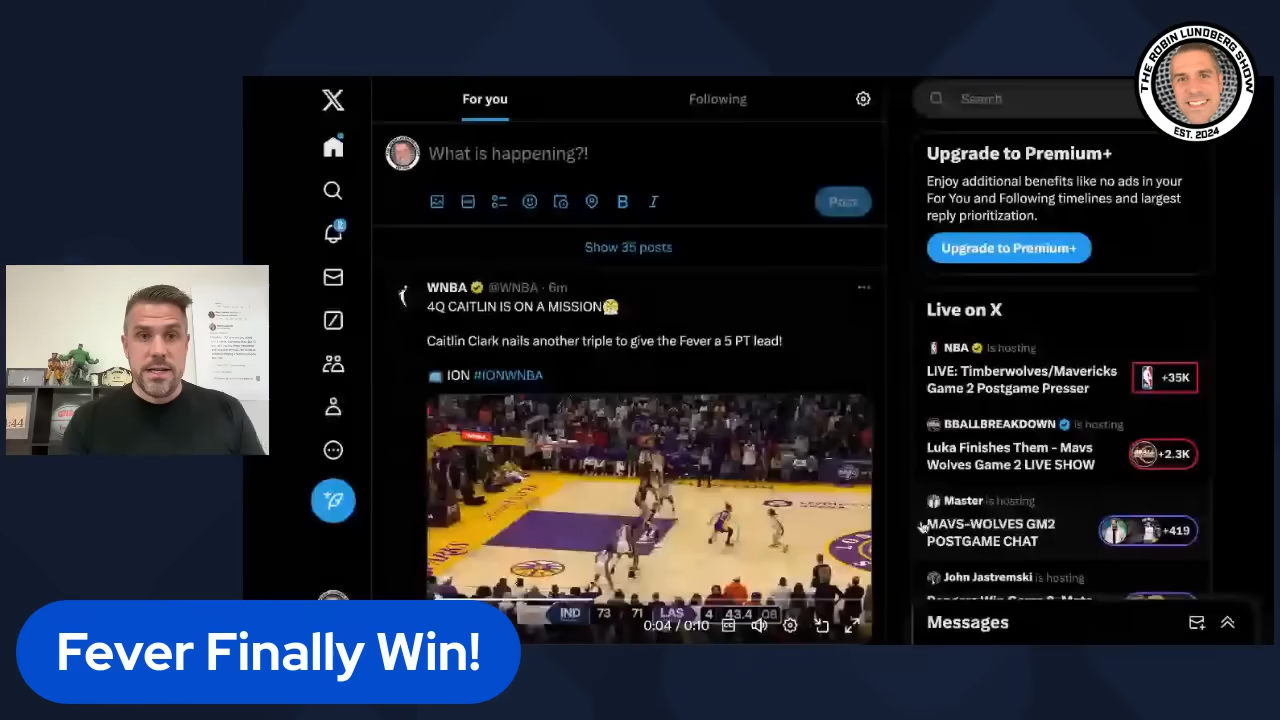 THE ROBIN LUNDBERG SHOW
EST. 2024
For you
Following
Search
What is happening?!
Post
Show 35 posts
WNBA @WNBA · 6m
4Q CAITLIN IS ON A MISSION
Caitlin Clark nails another triple to give the Fever a 5 PT lead!
ION #IONWNBA
IND 73 71 LAS 4 43.4 08
0:04 / 0:10
Upgrade to Premium+
Enjoy additional benefits like no ads in your
For You and Following timelines and largest
reply prioritization.
Upgrade to Premium+
Live on X
NBA is hosting
LIVE: Timberwolves/Mavericks
Game 2 Postgame Presser
+35K
BBALLBREAKDOWN is hosting
Luka Finishes Them - Mavs
Wolves Game 2 LIVE SHOW
+2.3K
Master is hosting
MAVS-WOLVES GM2
POSTGAME CHAT
+419
John Jastremski is hosting
Messages
:44
Fever Finally Win!